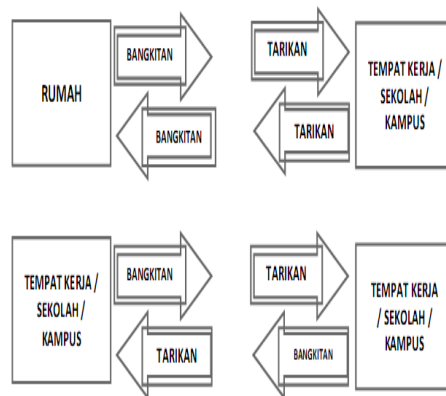 RUMAH
BANGKITAN
BANGKITAN
TARIKAN
TARIKAN
TEMPAT KERJA /
SEKOLAH /
KAMPUS
TEMPAT KERJA /
SEKOLAH /
KAMPUS
BANGKITAN
TARIKAN
TARIKAN
BANGKITAN
TEMPAT KERJA
/ SEKOLAH /
KAMPUS